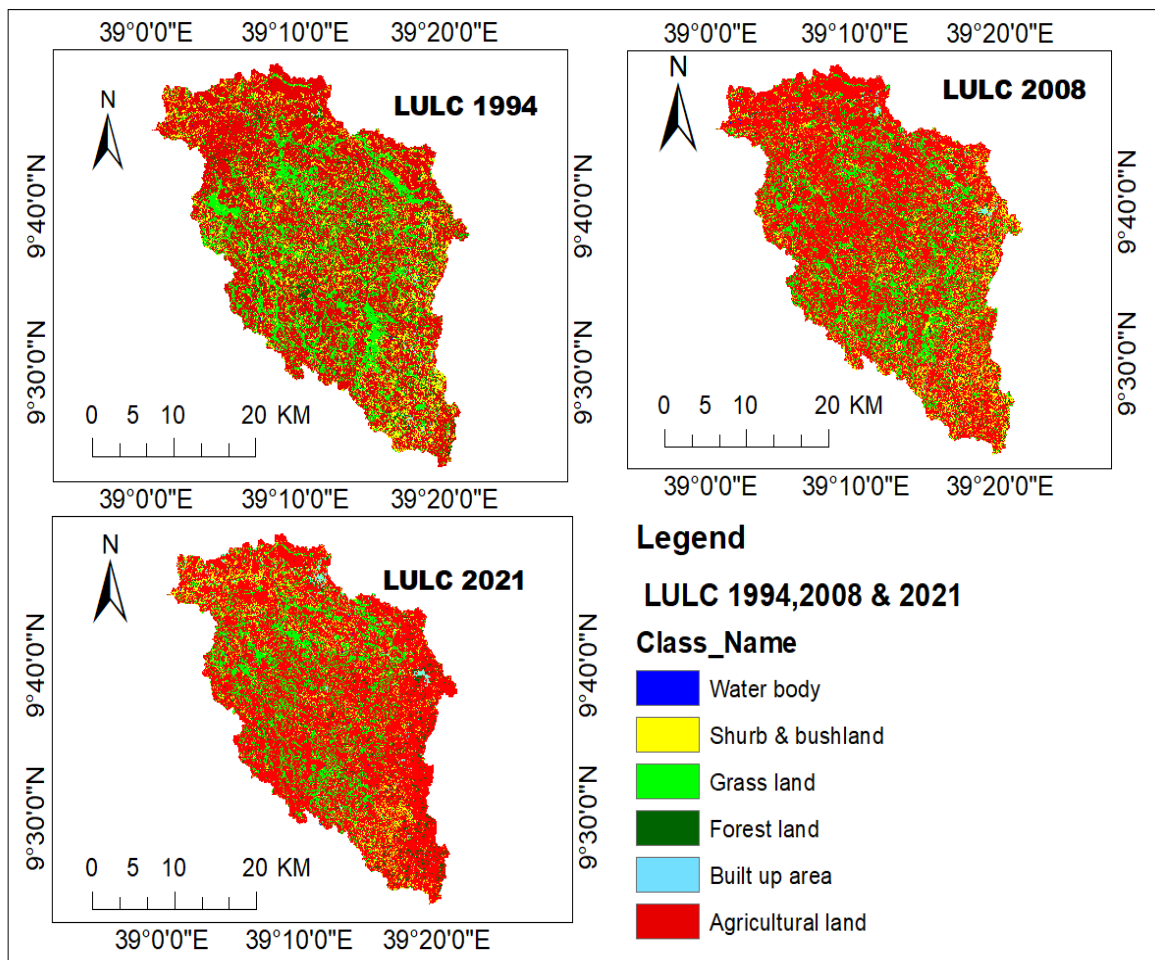 39°0'0"E 39°10'0"E 39°20'0"E
39°0'0"E 39°10'0"E 39°20'0"E
N
LULC 1994
9°40'0"N
9°30'0"N
9°40'0"N
9°30'0"N
0 5 10 20 KM
39°0'0"E 39°10'0"E 39°20'0"E
N
LULC 2008
9°40'0"N
9°30'0"N
0 5 10 20 KM
39°0'0"E 39°10'0"E 39°20'0"E
N
LULC 2021
9°40'0"N
9°30'0"N
9°40'0"N
9°30'0"N
0 5 10 20 KM
39°0'0"E 39°10'0"E 39°20'0"E
Legend
LULC 1994,2008 & 2021
Class_Name
Water body
Shurb & bushland
Grass land
Forest land
Built up area
Agricultural land